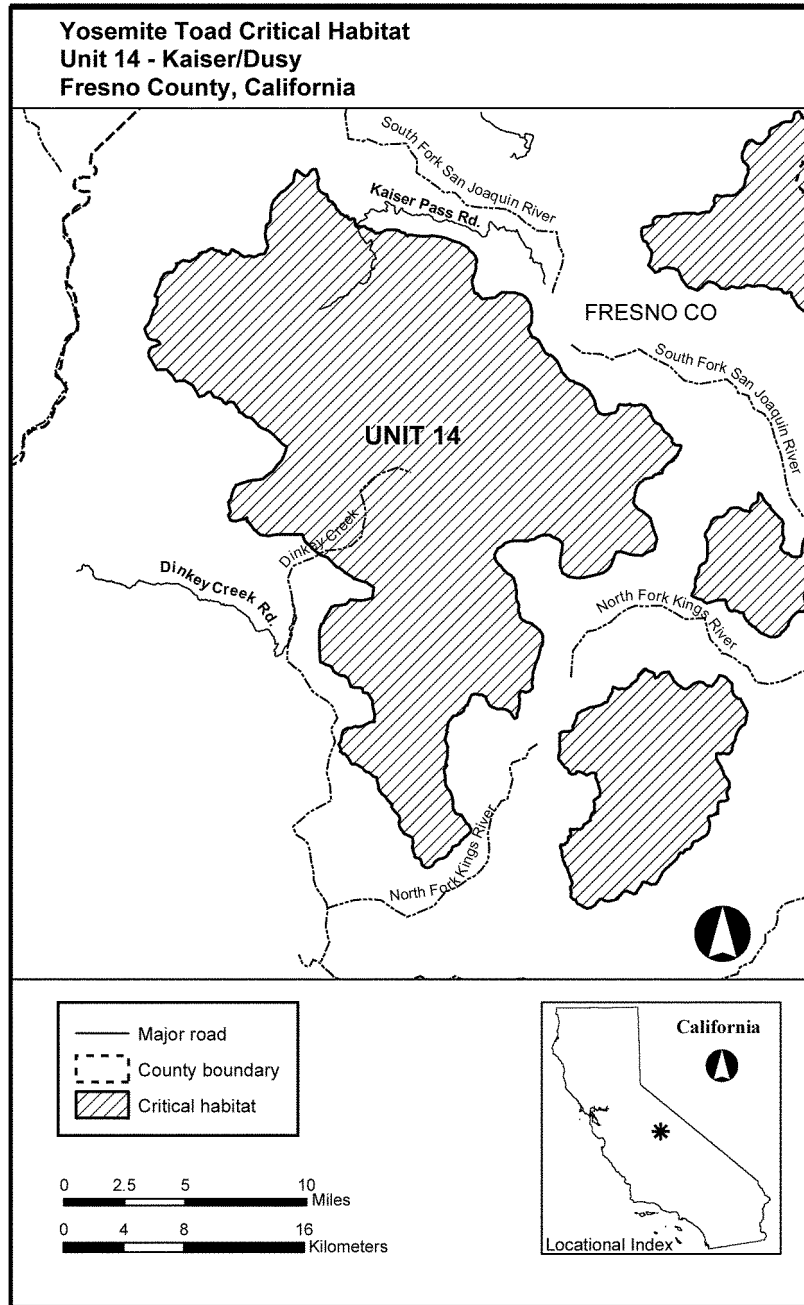 Yosemite Toad Critical Habitat
Unit 14 - Kaiser/Dusy
Fresno County, California
South Fork San Joaquin River
Kaiser Pass Rd.
FRESNO CO
South Fork San Joaquin River
UNIT 14
Dinkey Creek
Dinkey Creek Rd.
North Fork Kings River
North Fork Kings River
Major road
County boundary
Critical habitat
0 2.5 5 10
Miles
0 4 8 16
Kilometers
California
Locational Index